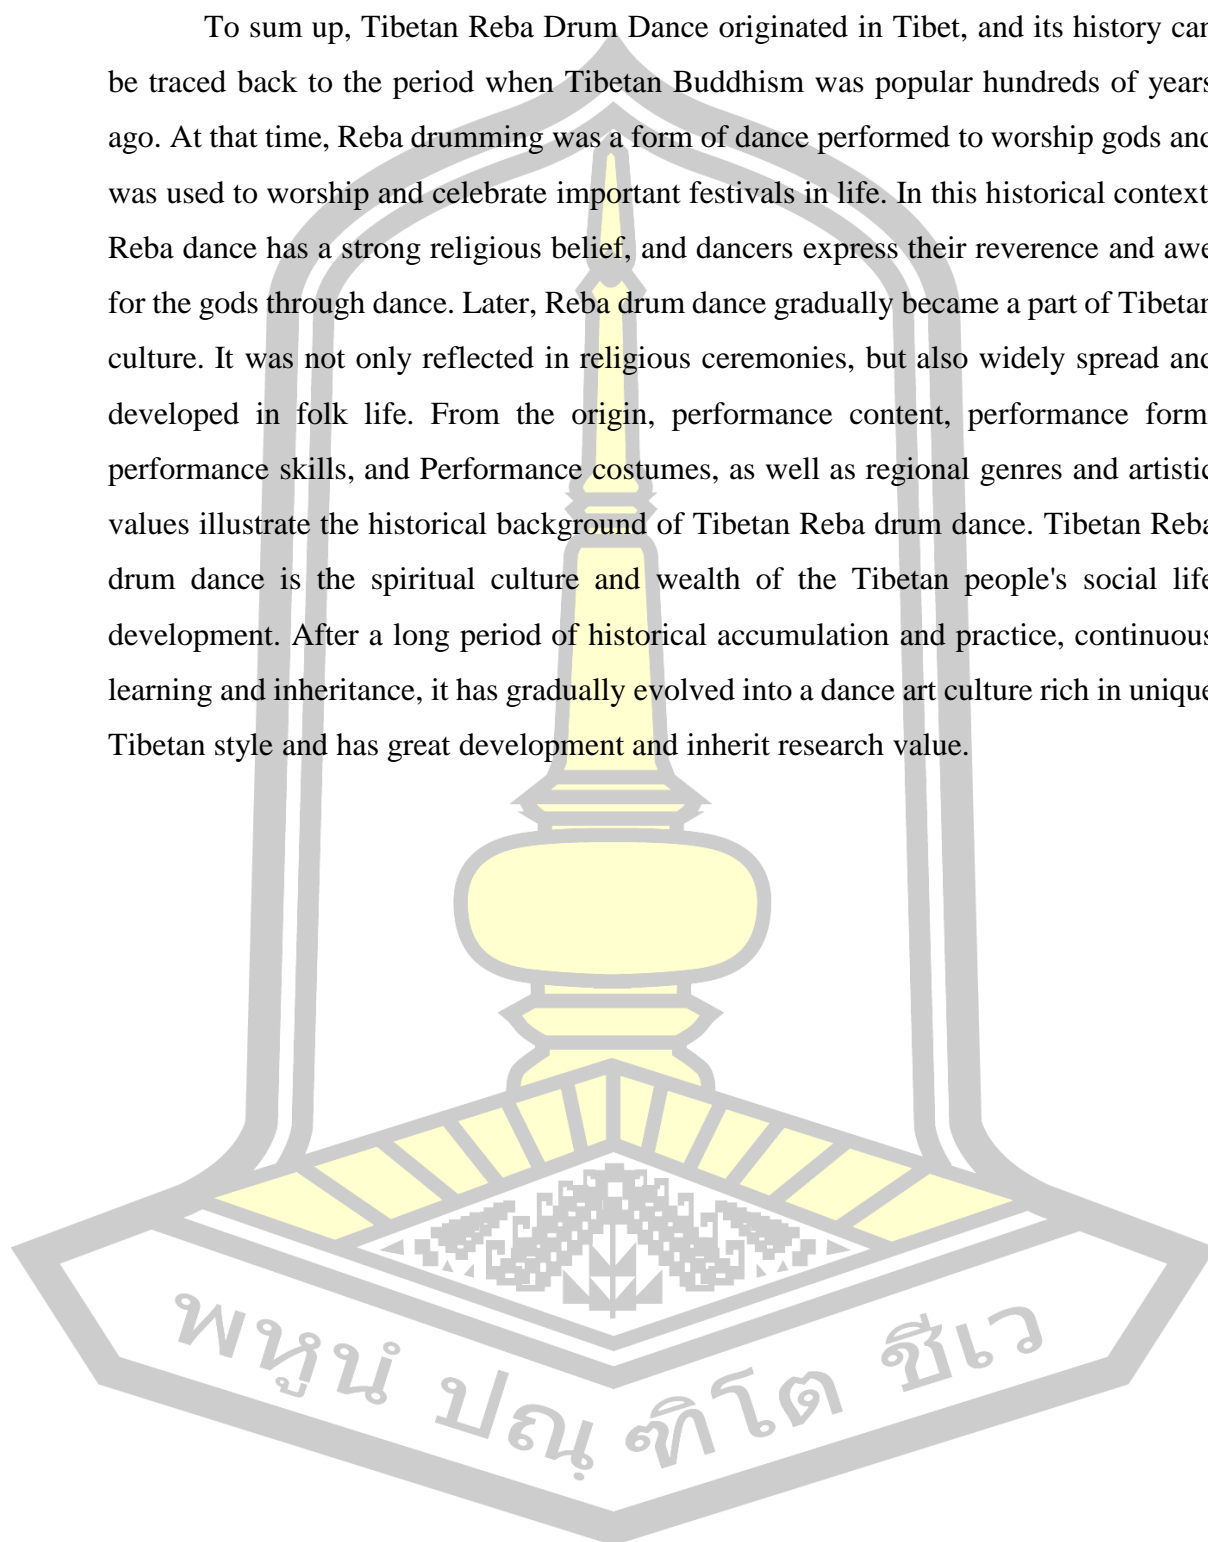 To sum up, Tibetan Reba Drum Dance originated in Tibet, and its history can
be traced back to the period when Tibetan Buddhism was popular hundreds of years
ago. At that time, Reba drumming was a form of dance performed to worship gods and
was used to worship and celebrate important festivals in life. In this historical context
Reba dance has a strong religious belief, and dancers express their reverence and awe
for the gods through dance. Later, Reba drum dance gradually became a part of Tibetan
culture. It was not only reflected in religious ceremonies, but also widely spread and
developed in folk life. From the origin, performance content, performance form
performance skills, and Performance costumes, as well as regional genres and artistic
values illustrate the historical background of Tibetan Reba drum dance. Tibetan Reba
drum dance is the spiritual culture and wealth of the Tibetan people's social life
development. After a long period of historical accumulation and practice, continuous
learning and inheritance, it has gradually evolved into a dance art culture rich in unique
Tibetan style and has great development and inherit research value.
พหูนํ ปณฺฑิโต ชีเว